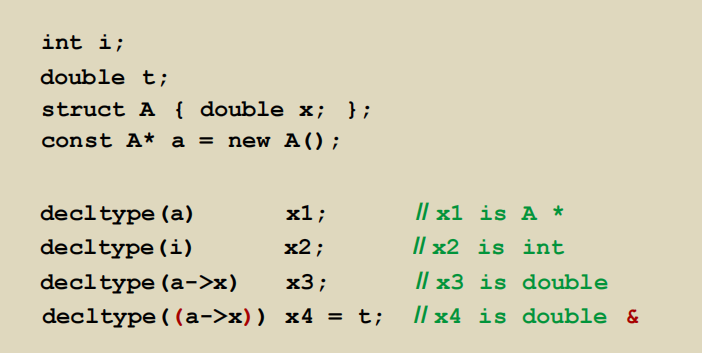 int i;
double t;
struct A { double x; };
const A* a = new A();
decltype(a) x1; // x1 is A *
decltype(i) x2; // x2 is int
decltype(a->x) x3; // x3 is double
decltype((a->x)) x4 = t; // x4 is double &